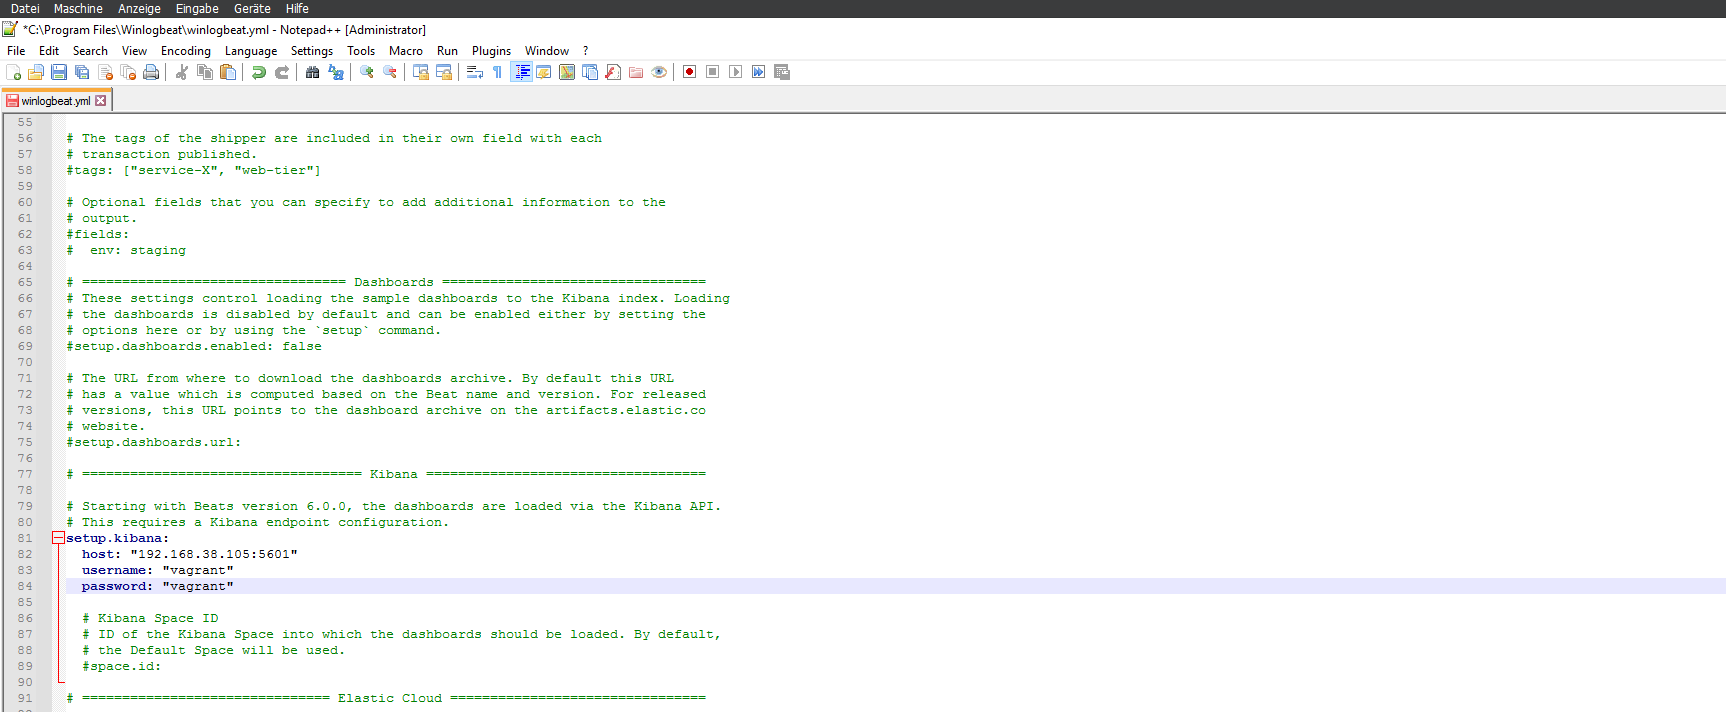 Datei Maschine Anzeige Eingabe Geräte Hilfe
*C:\Program Files\Winlogbeat\winlogbeat.yml - Notepad++ [Administrator]
File Edit Search View Encoding Language Settings Tools Macro Run Plugins Window ?
winlogbeat.yml
55
56 # The tags of the shipper are included in their own field with each
57 # transaction published.
58 #tags: ["service-X", "web-tier"]
59
60 # Optional fields that you can specify to add additional information to the
61 # output.
62 #fields:
63 #  env: staging
64
65 # ================================= Dashboards =================================
66 # These settings control loading the sample dashboards to the Kibana index. Loading
67 # the dashboards is disabled by default and can be enabled either by setting the
68 # options here or by using the `setup` command.
69 #setup.dashboards.enabled: false
70
71 # The URL from where to download the dashboards archive. By default this URL
72 # has a value which is computed based on the Beat name and version. For released
73 # versions, this URL points to the dashboard archive on the artifacts.elastic.co
74 # website.
75 #setup.dashboards.url:
76
77 # =================================== Kibana ===================================
78
79 # Starting with Beats version 6.0.0, the dashboards are loaded via the Kibana API.
80 # This requires a Kibana endpoint configuration.
81 setup.kibana:
82   host: "192.168.38.105:5601"
83   username: "vagrant"
84   password: "vagrant"
85
86   # Kibana Space ID
87   # ID of the Kibana Space into which the dashboards should be loaded. By default,
88   # the Default Space will be used.
89   #space.id:
90
91 # =============================== Elastic Cloud ================================